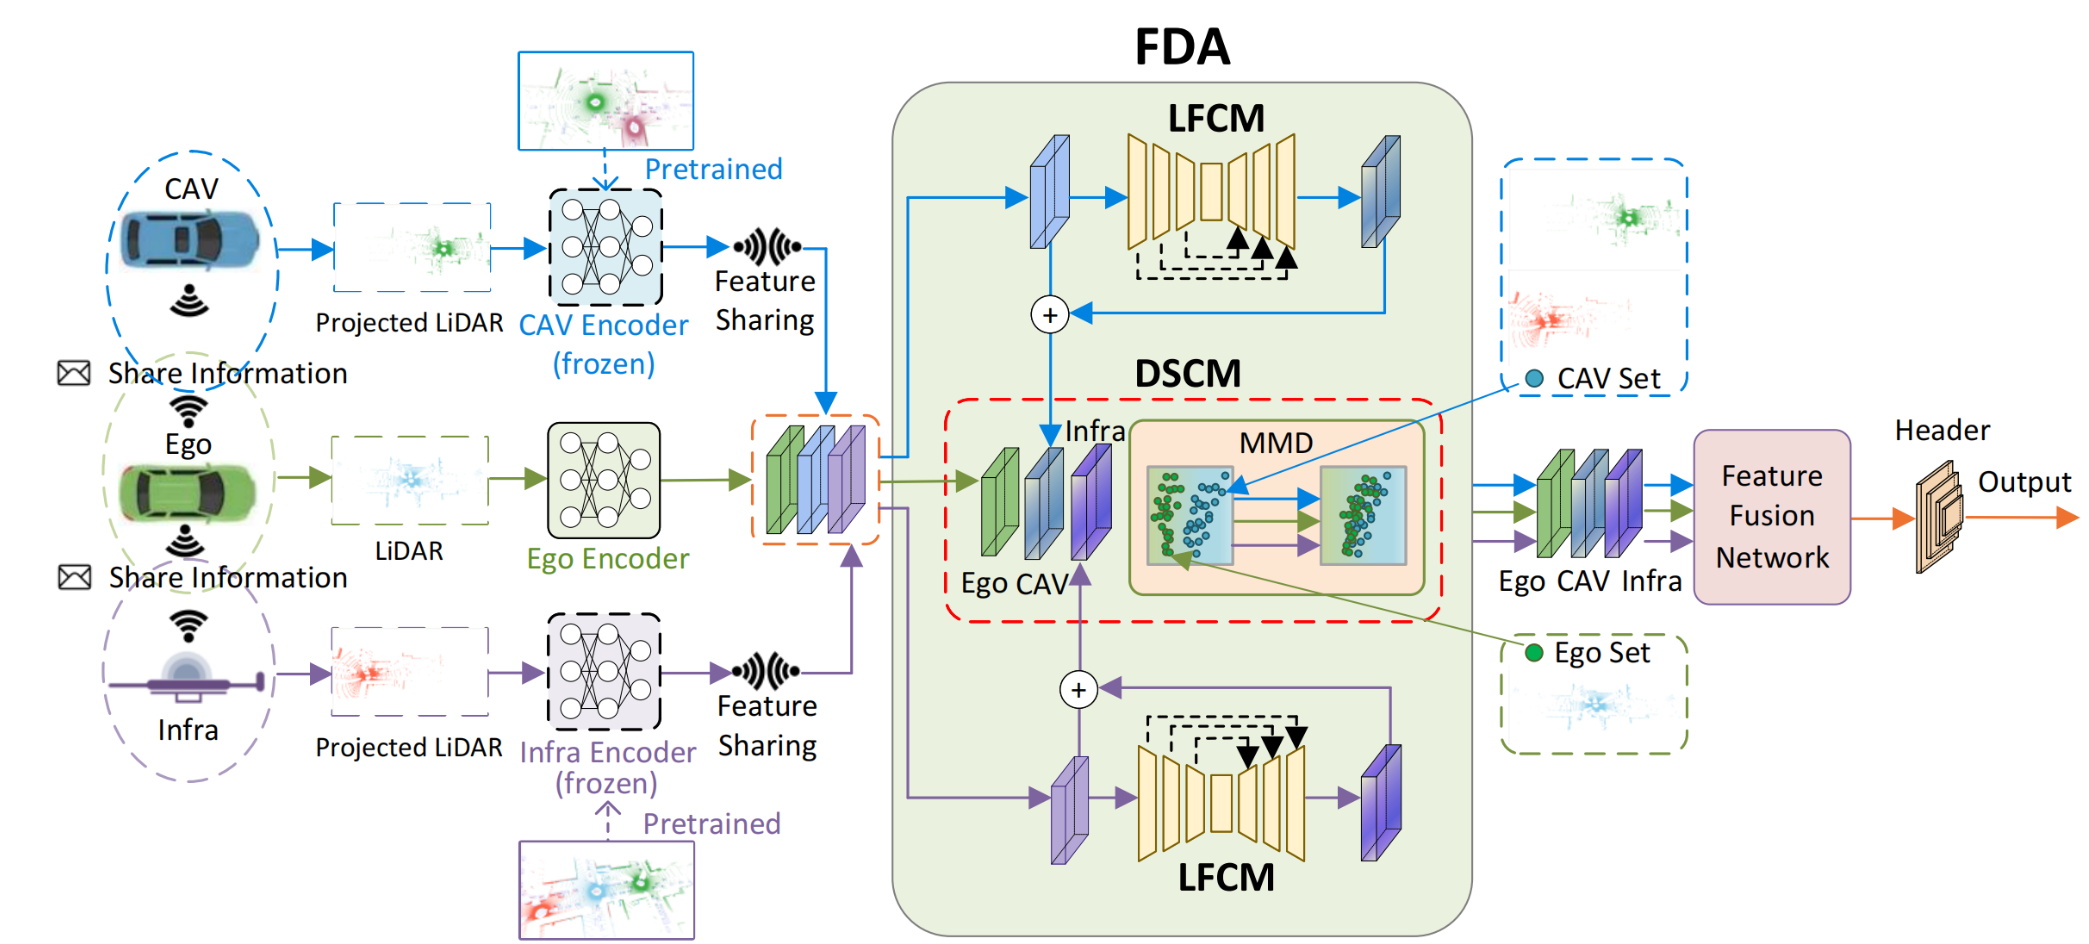 FDA
LFCM
Pretrained
CAV
Projected LiDAR
CAV Encoder
(frozen)
Feature
Sharing
+
Share Information
Ego
LiDAR
Ego Encoder
Share Information
Infra
Projected LiDAR
Infra Encoder
(frozen)
Pretrained
Feature
Sharing
DSCM
Infra
MMD
Ego CAV
+
LFCM
CAV Set
Ego CAV Infra
Ego Set
Feature
Fusion
Network
Header
Output